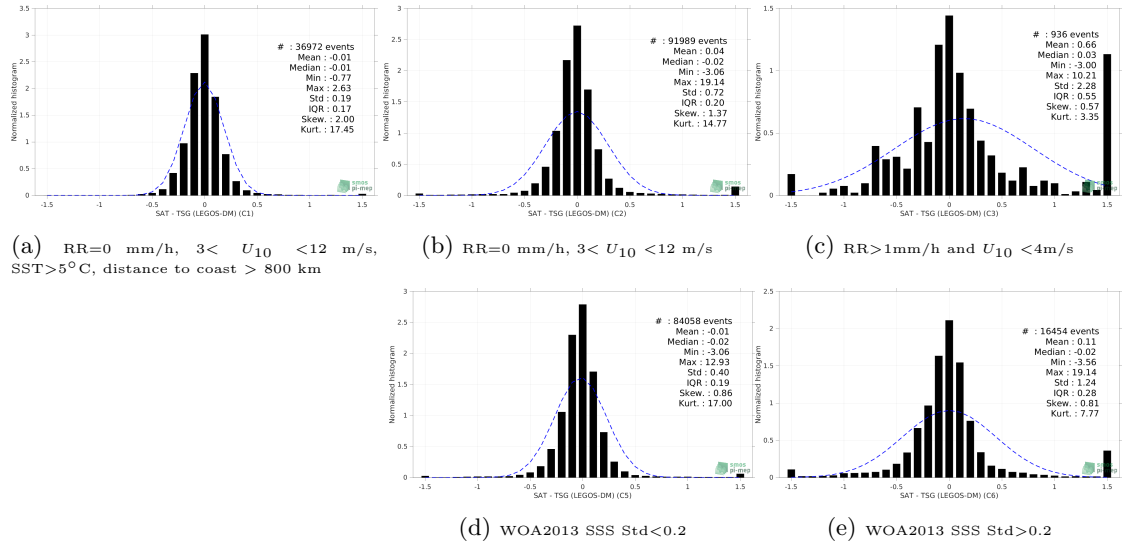 3.5
3
2.5
2
1.5
1
0.5
0
Normalized histogram
# : 36972 events
Mean : -0.01
Median : -0.01
Min : -0.77
Max : 2.63
Std : 0.19
IQR : 0.17
Skew. : 2.00
Kurt. : 17.45
smos
pi-mep
-1.5 -1 -0.5 0 0.5 1 1.5
SAT - TSG (LEGOS-DM) (C1)
(a) RR=0 mm/h, 3< U10 <12 m/s,
SST>5°C, distance to coast > 800 km
3
2.5
2
1.5
1
0.5
0
Normalized histogram
# : 91989 events
Mean : 0.04
Median : -0.02
Min : -3.06
Max : 19.14
Std : 0.72
IQR : 0.20
Skew. : 1.37
Kurt. : 14.77
smos
pi-mep
-1.5 -1 -0.5 0 0.5 1 1.5
SAT - TSG (LEGOS-DM) (C2)
(b) RR=0 mm/h, 3< U10 <12 m/s
1.5
1
0.5
0
Normalized histogram
# : 936 events
Mean : 0.66
Median : 0.03
Min : -3.00
Max : 10.21
Std : 2.28
IQR : 0.55
Skew. : 0.57
Kurt. : 3.35
smos
pi-mep
-1.5 -1 -0.5 0 0.5 1 1.5
SAT - TSG (LEGOS-DM) (C3)
(c) RR>1mm/h and U10 <4m/s
3
2.5
2
1.5
1
0.5
0
Normalized histogram
# : 84058 events
Mean : -0.01
Median : -0.02
Min : -3.06
Max : 12.93
Std : 0.40
IQR : 0.19
Skew. : 0.86
Kurt. : 17.00
smos
pi-mep
-1.5 -1 -0.5 0 0.5 1 1.5
SAT - TSG (LEGOS-DM) (C5)
(d) WOA2013 SSS Std<0.2
2.5
2
1.5
1
0.5
0
Normalized histogram
# : 16454 events
Mean : 0.11
Median : -0.02
Min : -3.56
Max : 19.14
Std : 1.24
IQR : 0.28
Skew. : 0.81
Kurt. : 7.77
smos
pi-mep
-1.5 -1 -0.5 0 0.5 1 1.5
SAT - TSG (LEGOS-DM) (C6)
(e) WOA2013 SSS Std>0.2